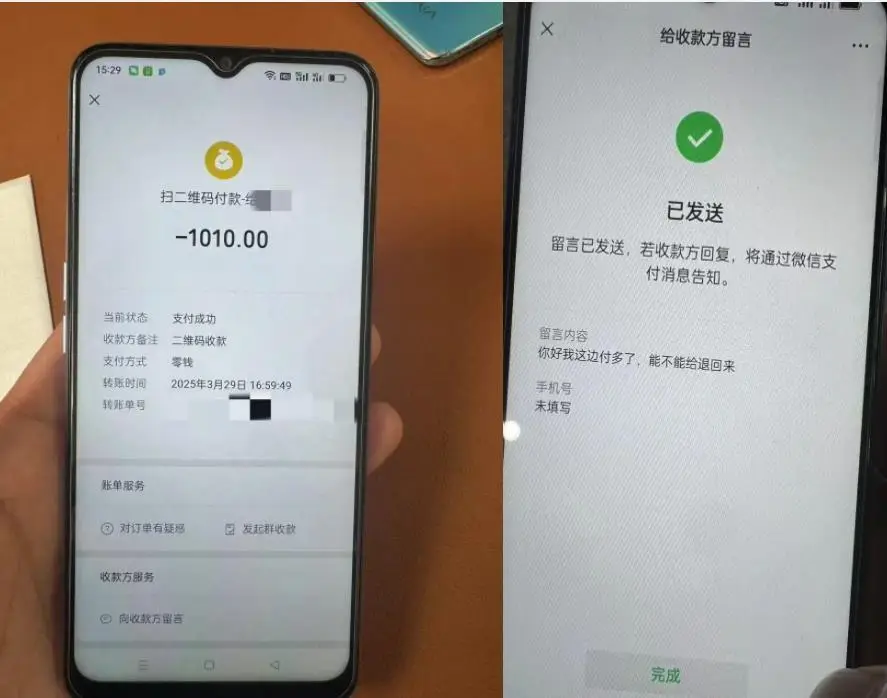 15:29
扫二维码付款-给
-1010.00
当前状态 支付成功
收款方备注 二维码收款
支付方式 零钱
转账时间 2025年3月29日 16:59:49
转账单号
账单服务
对订单有疑惑 发起群收款
收款方服务
向收款方留言
给收款方留言
已发送
留言已发送，若收款方回复，将通过微信支
付消息告知。
留言内容
你好我这边付多了，能不能给退回来
手机号
未填写
完成